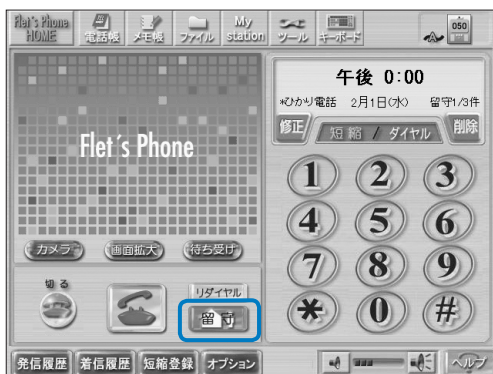 Flet's Phone HOME
電話帳
メモ帳
ファイル
My station
ツール
キーボード
050
Flet's Phone
午後 0:00
*ひかり電話 2月1日(水) 留守1/3件
修正
短縮 / ダイヤル
削除
1 2 3
4 5 6
7 8 9
* 0 #
カメラ
画面拡大
待ち受け
切る
リダイヤル
留守
発信履歴
着信履歴
短縮登録
オプション
ヘルプ